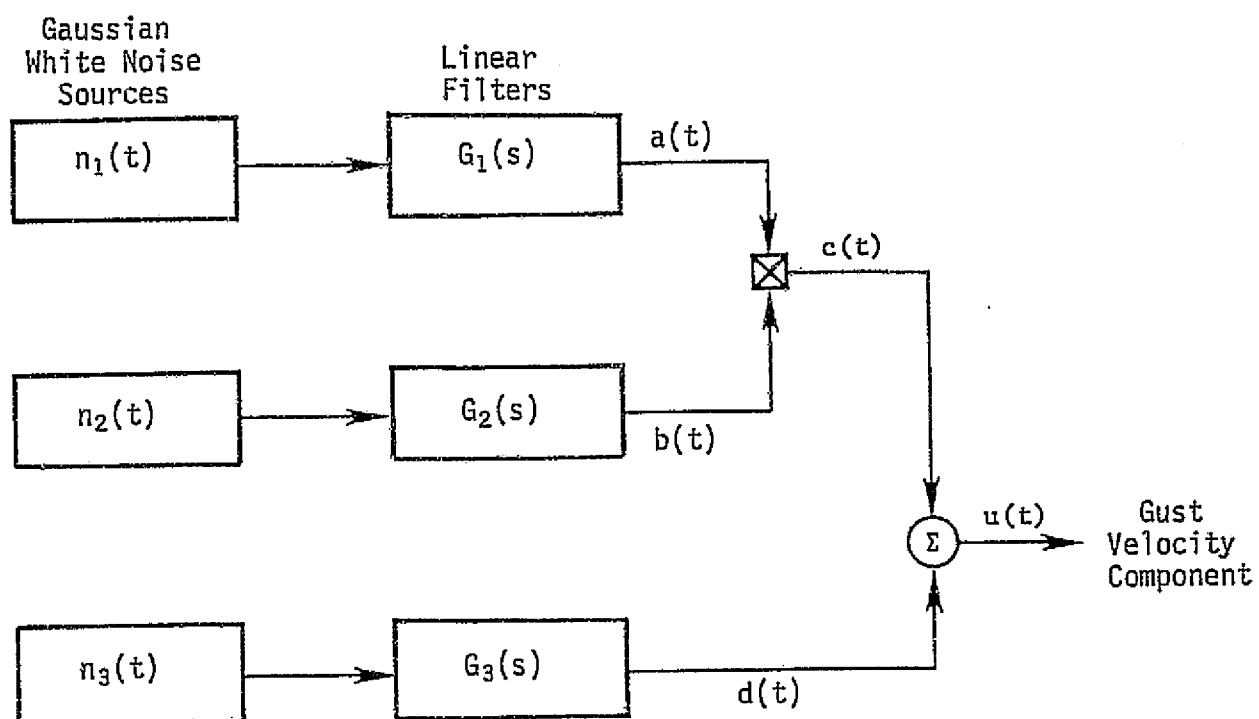 Gaussian
White Noise
Sources
Linear
Filters
n₁(t)
G₁(s)
a(t)
c(t)
n₂(t)
G₂(s)
b(t)
Σ
u(t)
Gust
Velocity
Component
n₃(t)
G₃(s)
d(t)